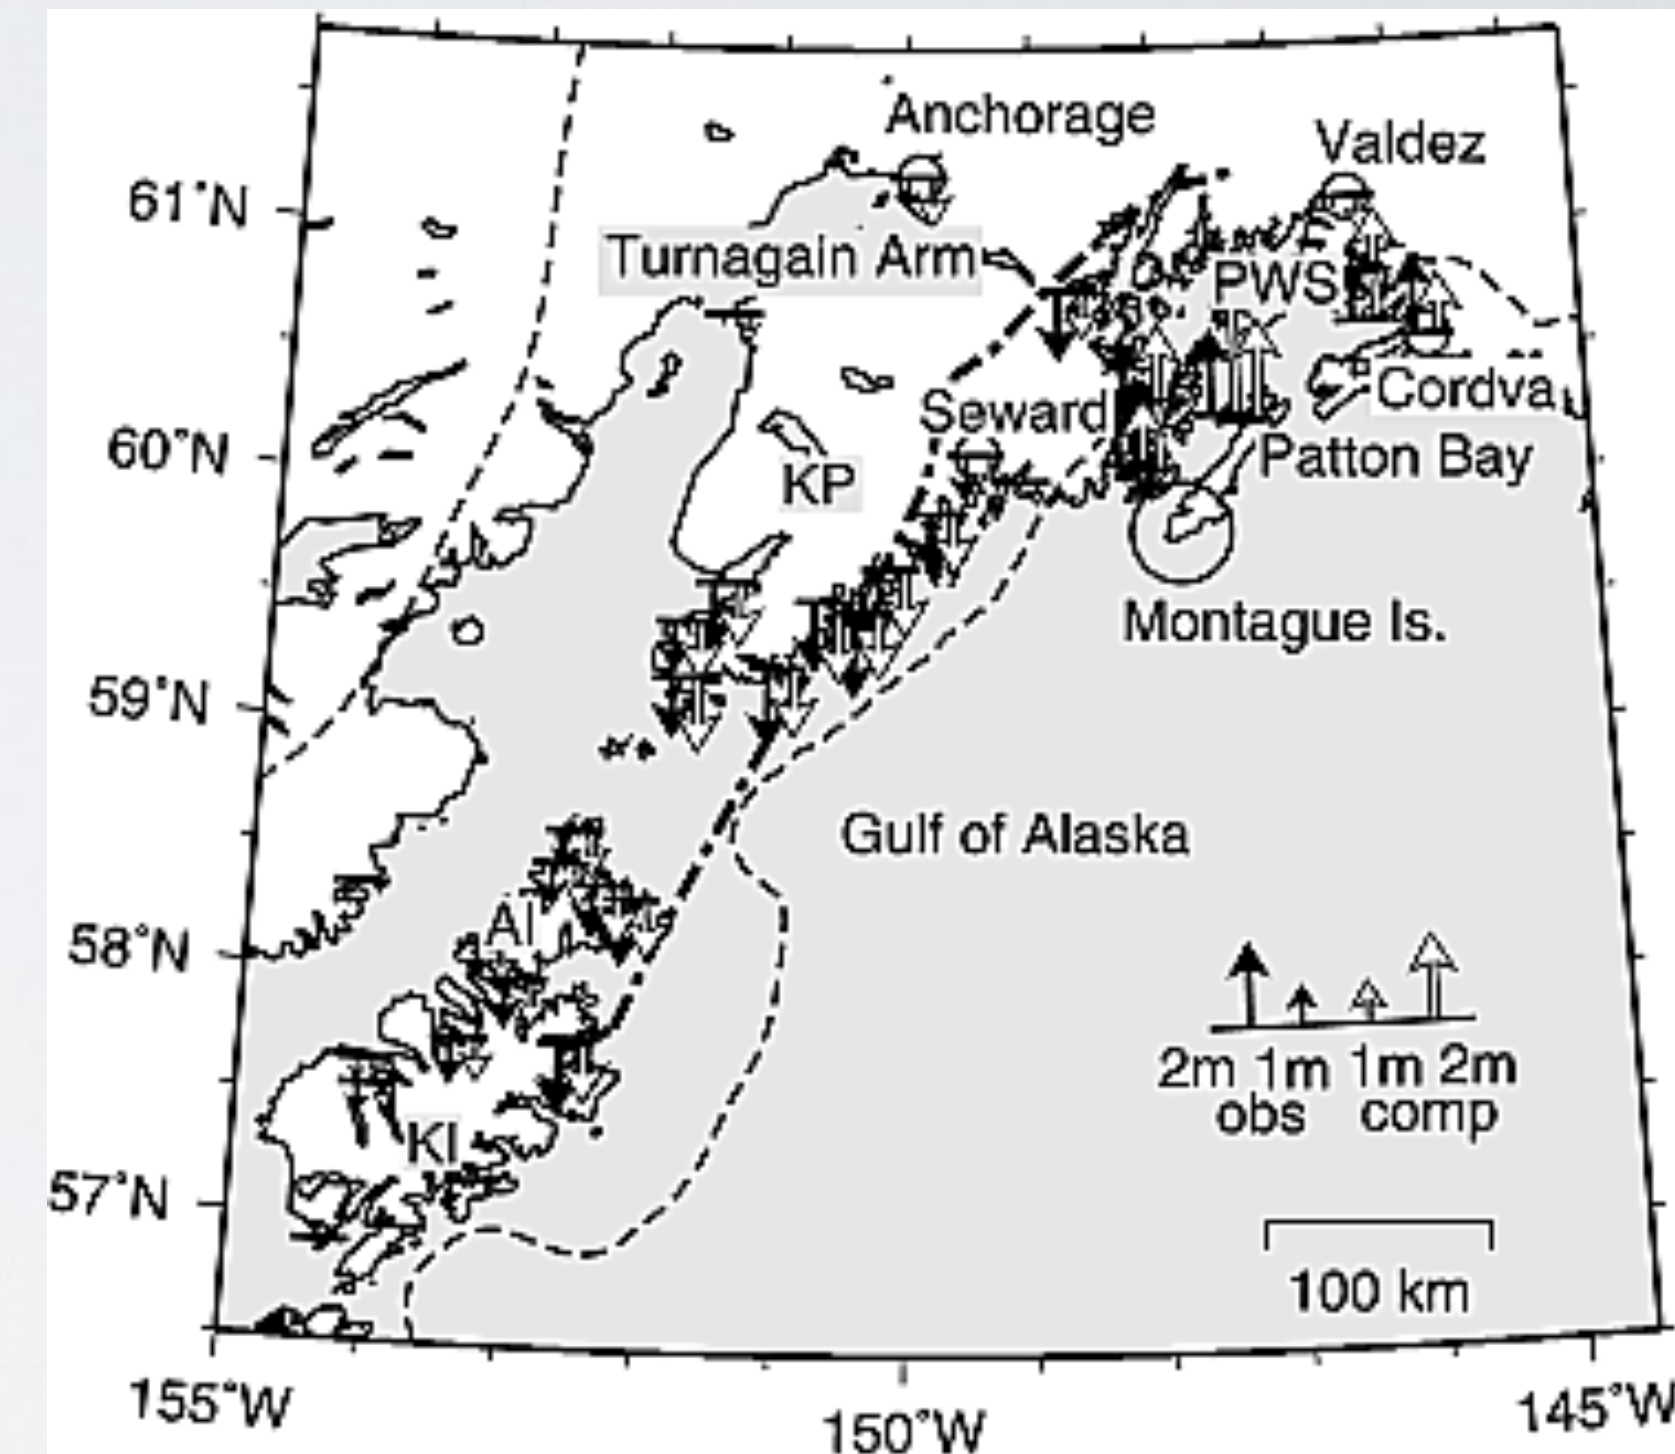 Anchorage
Valdez
61°N
Turnagain Arm
PWS
Cordva
Seward
60°N
Patton Bay
KP
Montague Is.
59°N
Gulf of Alaska
AI
58°N
2m 1m 1m 2m
obs comp
KI
57°N
100 km
155°W
150°W
145°W